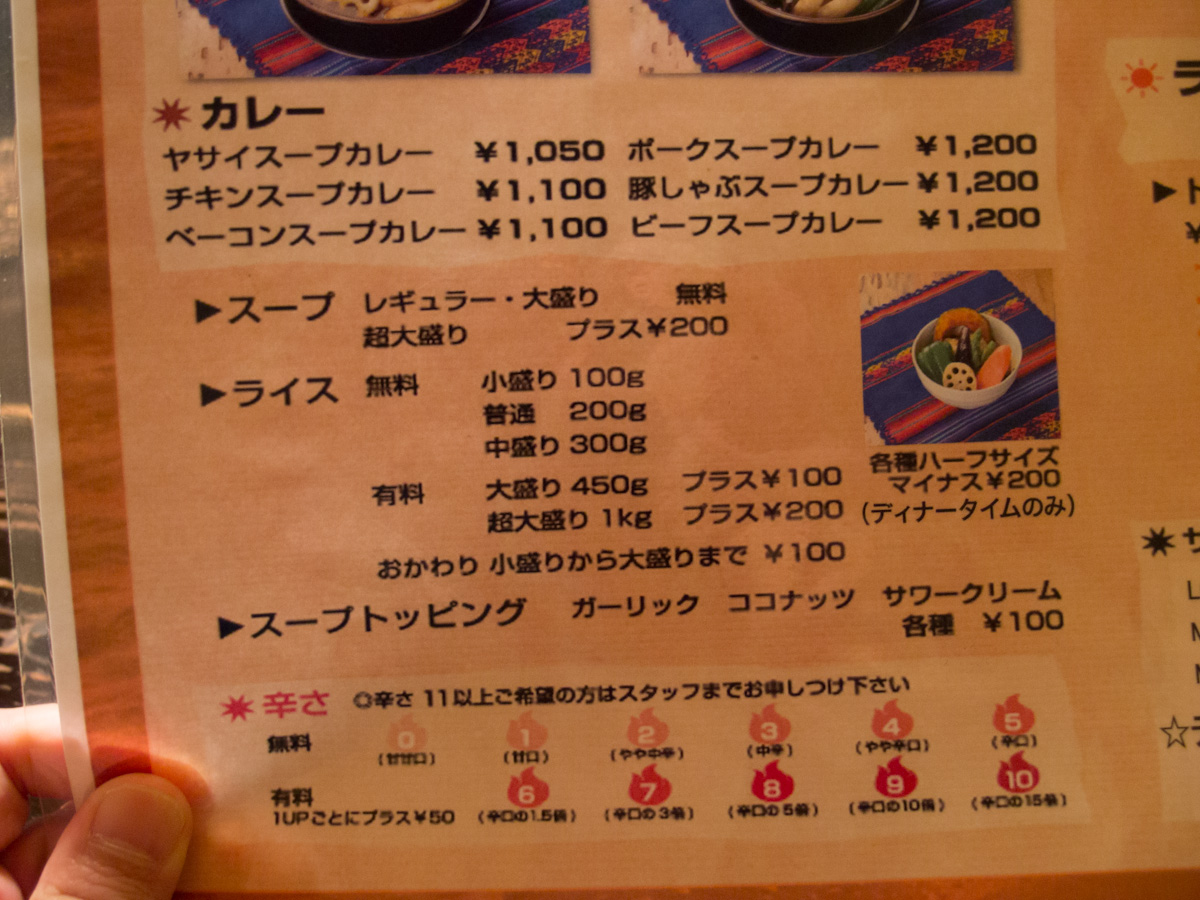 カレー
ヤサイスープカレー ¥1,050 ポークスープカレー ¥1,200
チキンスープカレー ¥1,100 豚しゃぶスープカレー ¥1,200
ベーコンスープカレー ¥1,100 ビーフスープカレー ¥1,200
▶スープ レギュラー・大盛り 無料
超大盛り プラス¥200
▶ライス 無料 小盛り 100g
普通 200g
中盛り 300g
有料 大盛り 450g プラス¥100
超大盛り 1kg プラス¥200
おかわり 小盛りから大盛りまで ¥100
各種ハーフサイズ
マイナス¥200
(ディナータイムのみ)
▶スープトッピング ガーリック ココナッツ サワークリーム
各種 ¥100
辛さ ◎辛さ 11以上ご希望の方はスタッフまでお申しつけ下さい
無料 0 1 2 3 4 5
(甘甘口) (甘口) (やや中辛) (中辛) (やや辛口) (辛口)
有料 6 7 8 9 10
1UPごとにプラス¥50 (辛口の1.5倍) (辛口の3倍) (辛口の5倍) (辛口の10倍) (辛口の15倍)